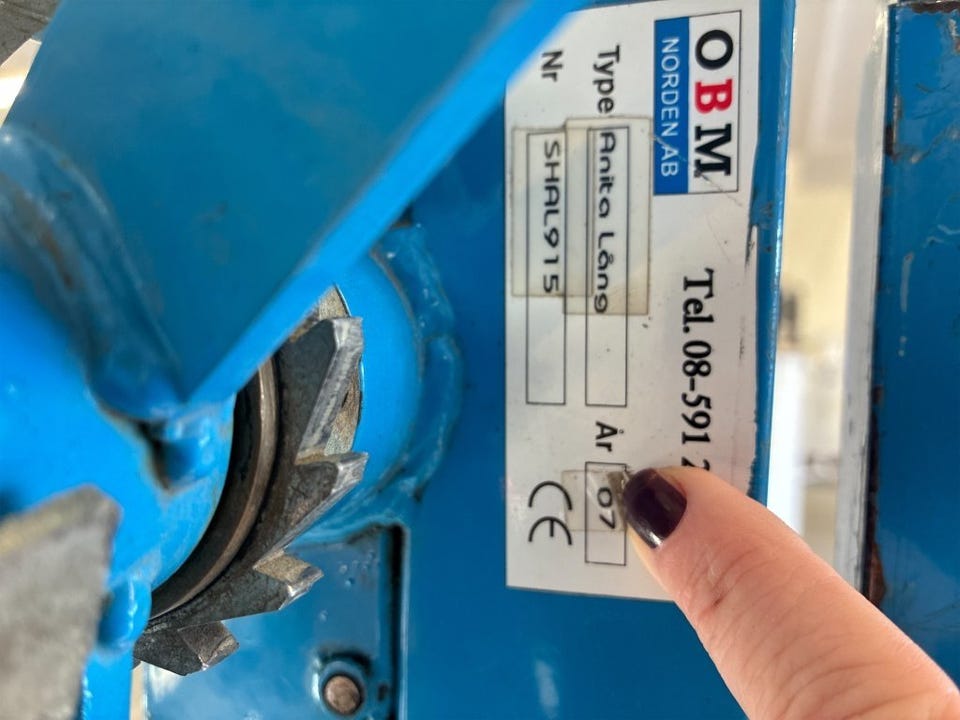 OBM
NORDEN AB
Tel. 08-591
Type Anita Lång
År 07
Nr SHAL915
CE